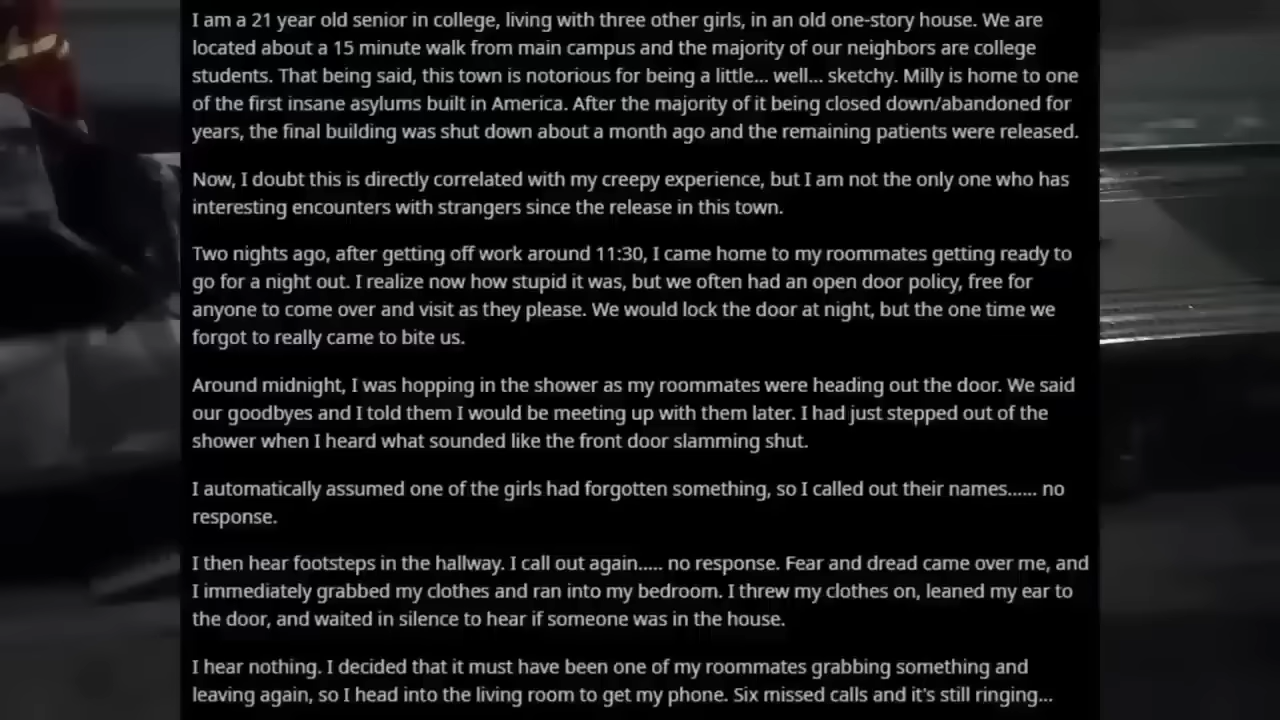 I am a 21 year old senior in college, living with three other girls, in an old one-story house. We are
located about a 15 minute walk from main campus and the majority of our neighbors are college
students. That being said, this town is notorious for being a little... well... sketchy. Milly is home to one
of the first insane asylums built in America. After the majority of it being closed down/abandoned for
years, the final building was shut down about a month ago and the remaining patients were released.
Now, I doubt this is directly correlated with my creepy experience, but I am not the only one who has
interesting encounters with strangers since the release in this town.
Two nights ago, after getting off work around 11:30, I came home to my roommates getting ready to
go for a night out. I realize now how stupid it was, but we often had an open door policy, free for
anyone to come over and visit as they please. We would lock the door at night, but the one time we
forgot to really came to bite us.
Around midnight, I was hopping in the shower as my roommates were heading out the door. We said
our goodbyes and I told them I would be meeting up with them later. I had just stepped out of the
shower when I heard what sounded like the front door slamming shut.
I automatically assumed one of the girls had forgotten something, so I called out their names...... no
response.
I then hear footsteps in the hallway. I call out again..... no response. Fear and dread came over me, and
I immediately grabbed my clothes and ran into my bedroom. I threw my clothes on, leaned my ear to
the door, and waited in silence to hear if someone was in the house.
I hear nothing. I decided that it must have been one of my roommates grabbing something and
leaving again, so I head into the living room to get my phone. Six missed calls and it's still ringing...